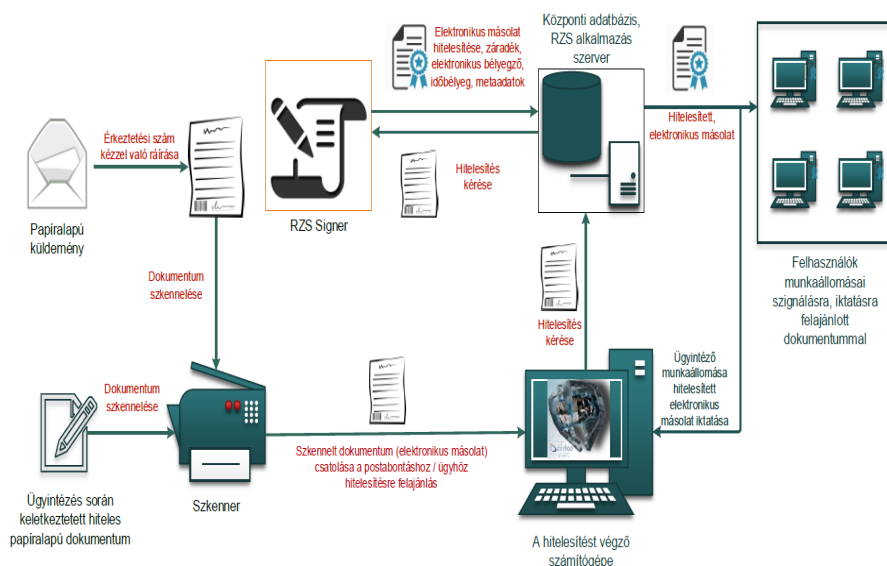 Elektronikus másolat
hitelesítése, záradék,
elektronikus bélyegző,
időbélyeg, metaadatok
Központi adatbázis,
RZS alkalmazás
szerver
Érkeztetési szám
kézzel való ráírása
Hitelesített,
elektronikus másolat
Hitelesítés
kérése
Papíralapú
küldemény
RZS Signer
Dokumentum
szkennelése
Felhasználók
munkaállomásai
szignálásra, iktatásra
felajánlott
dokumentummal
Hitelesítés
kérése
Ügyintéző
munkaállomása
hitelesített
elektronikus
másolat iktatása
Dokumentum
szkennelése
Szkennelt dokumentum (elektronikus másolat)
csatolása a postabontáshoz / ügyhöz
hitelesítésre felajánlás
Szkenner
Ügyintézés során
keletkeztetett hiteles
papíralapú dokumentum
A hitelesítést végző
számítógépe